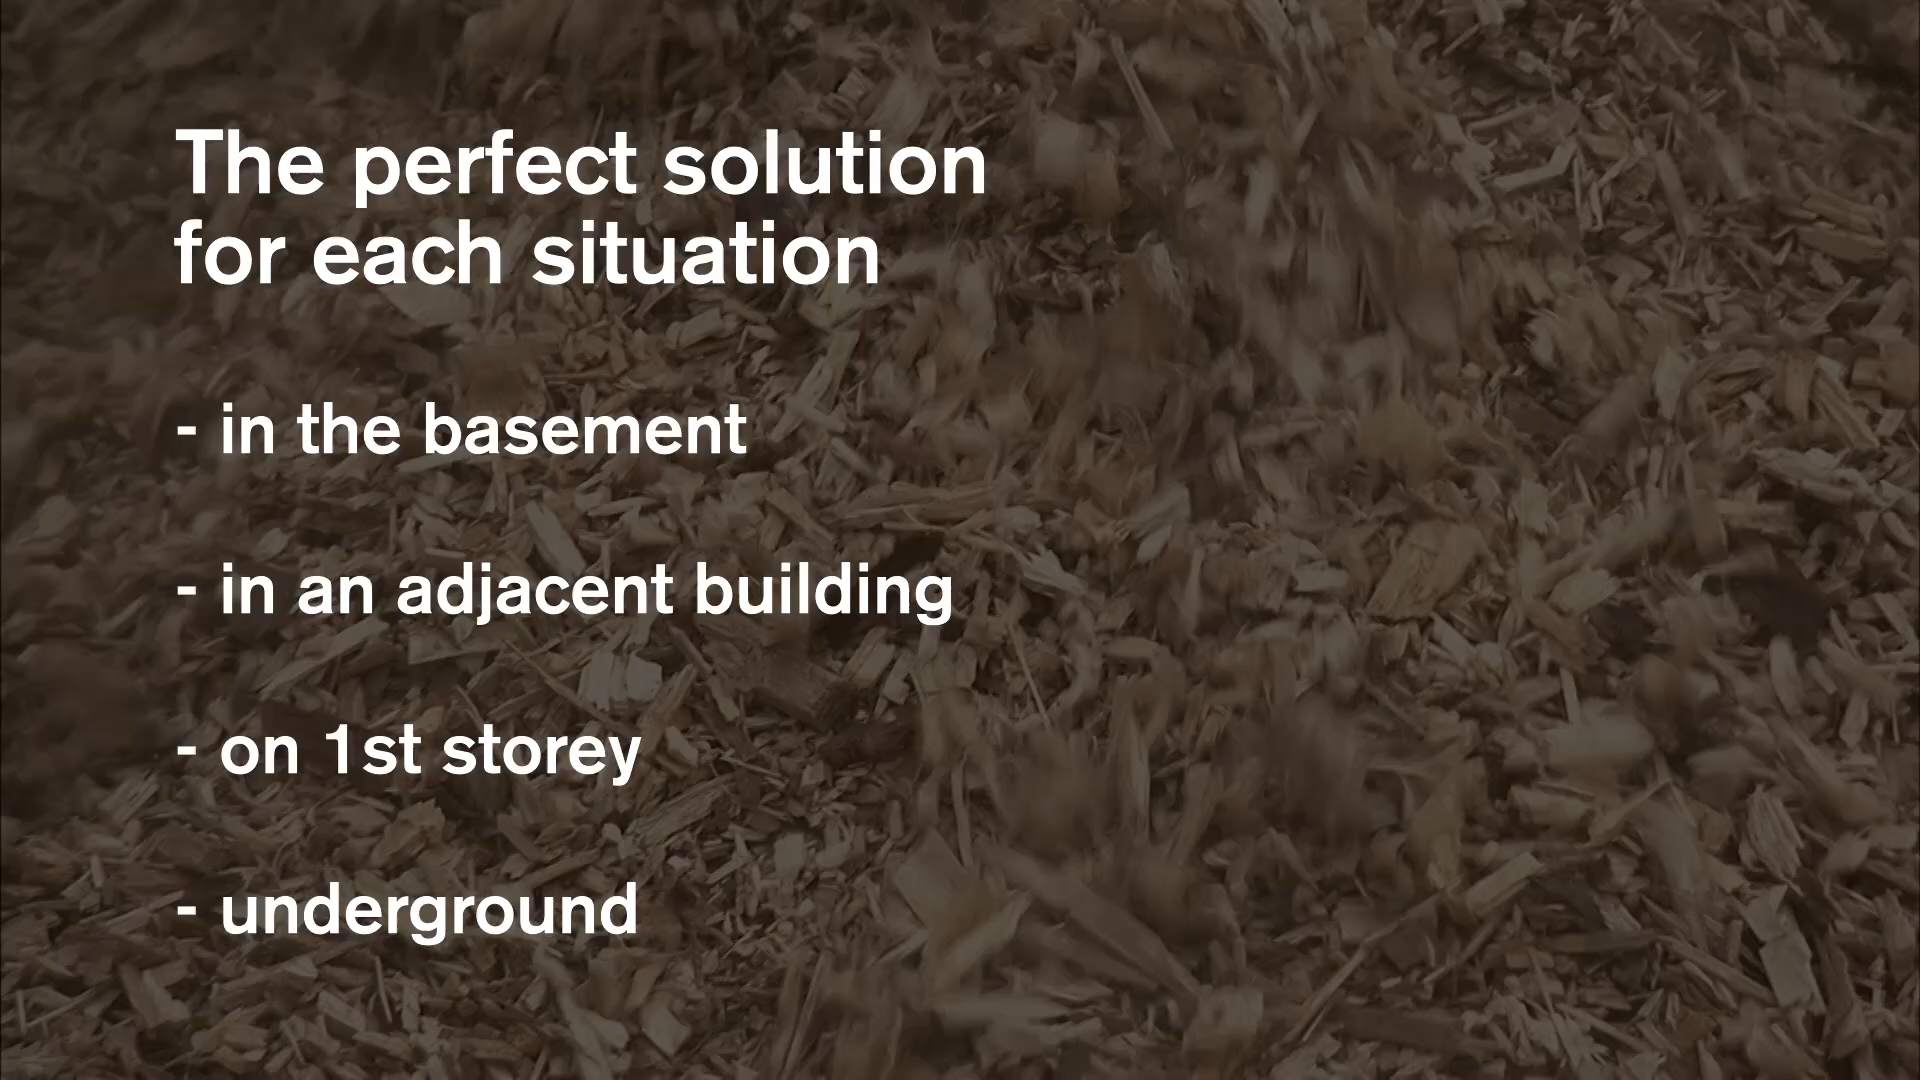 The perfect solution
for each situation
- in the basement
- in an adjacent building
- on 1st storey
- underground